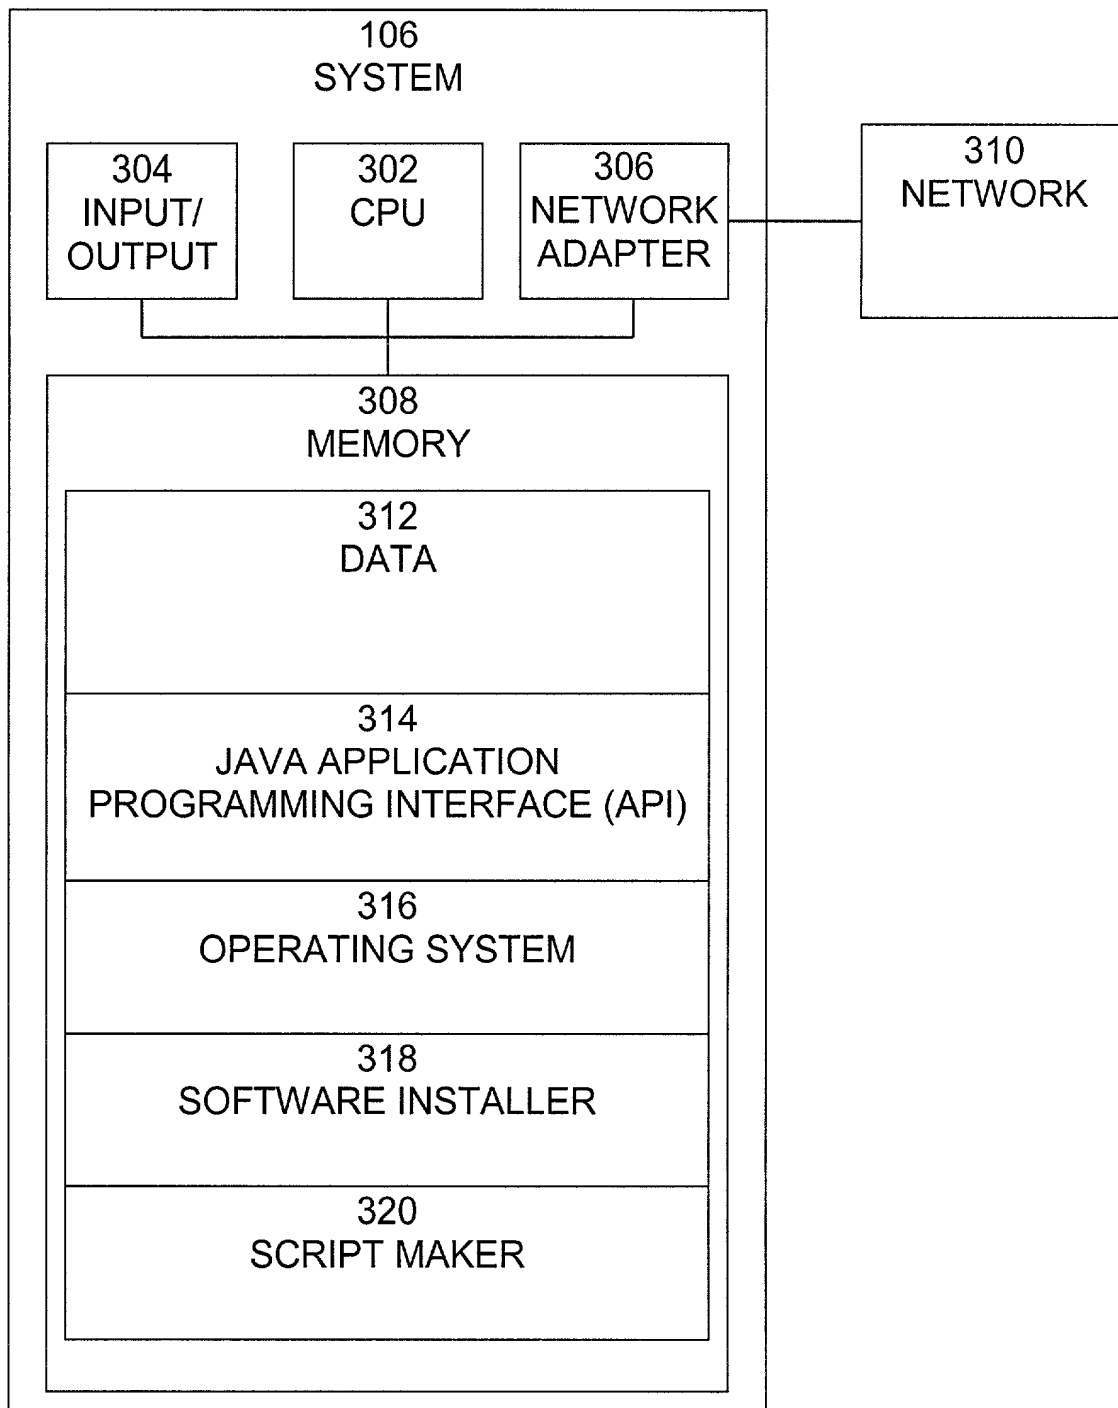 106
SYSTEM
304
INPUT/
OUTPUT
302
CPU
306
NETWORK
ADAPTER
310
NETWORK
308
MEMORY
312
DATA
314
JAVA APPLICATION
PROGRAMMING INTERFACE (API)
316
OPERATING SYSTEM
318
SOFTWARE INSTALLER
320
SCRIPT MAKER